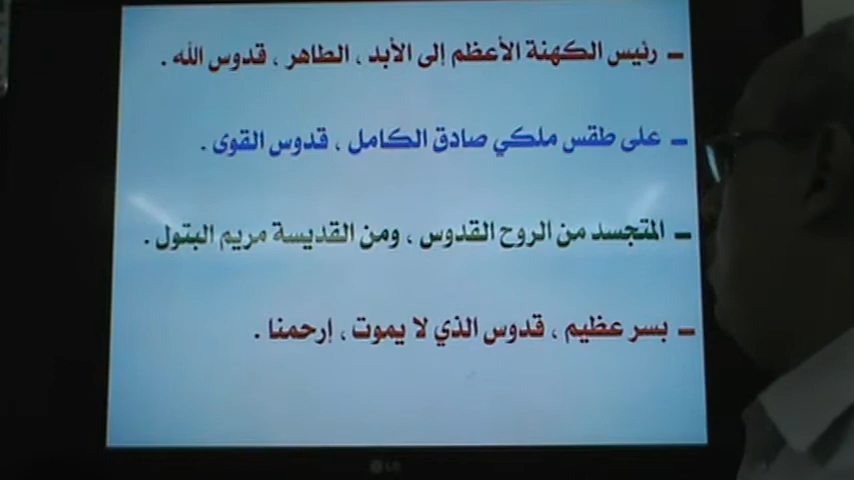 - رئيس الكهنة الأعظم إلى الأبد ، الطاهر ، قدوس الله .
- على طقس ملكي صادق الكامل ، قدوس القوى .
- المتجسد من الروح القدوس ، ومن القديسة مريم البتول .
- بسر عظيم ، قدوس الذي لا يموت ، إرحمنا .
LG